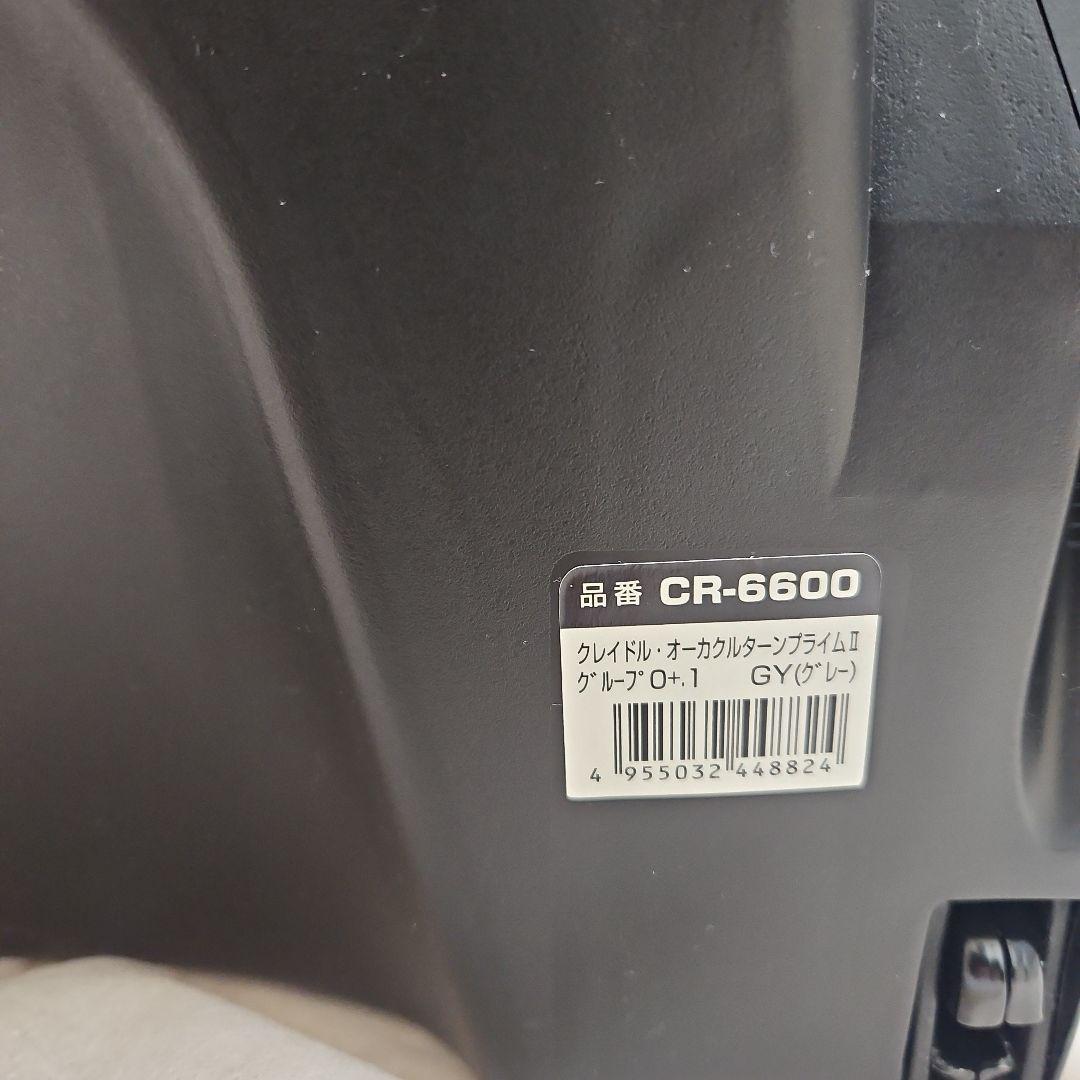 品番 CR-6600
クレイドル・オーカクルターンプライムⅡ
ｸﾞﾙｰﾌﾟ 0+.1 GY(ｸﾞﾚｰ)
4 955032 448824